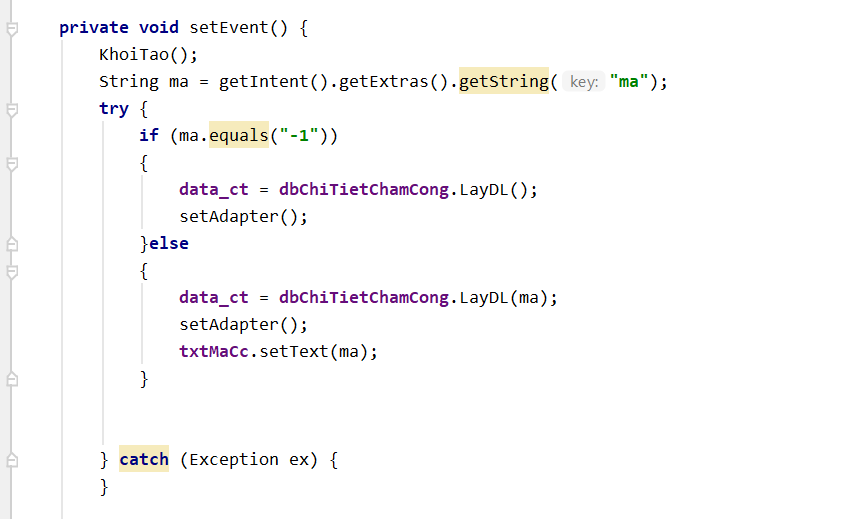 private void setEvent() {
KhoiTao();
String ma = getIntent().getExtras().getString( key: "ma");
try {
if (ma.equals("-1"))
{
data_ct = dbChiTietChamCong.LayDL();
setAdapter();
}else
{
data_ct = dbChiTietChamCong.LayDL(ma);
setAdapter();
txtMaCc.setText(ma);
}
} catch (Exception ex) {
}